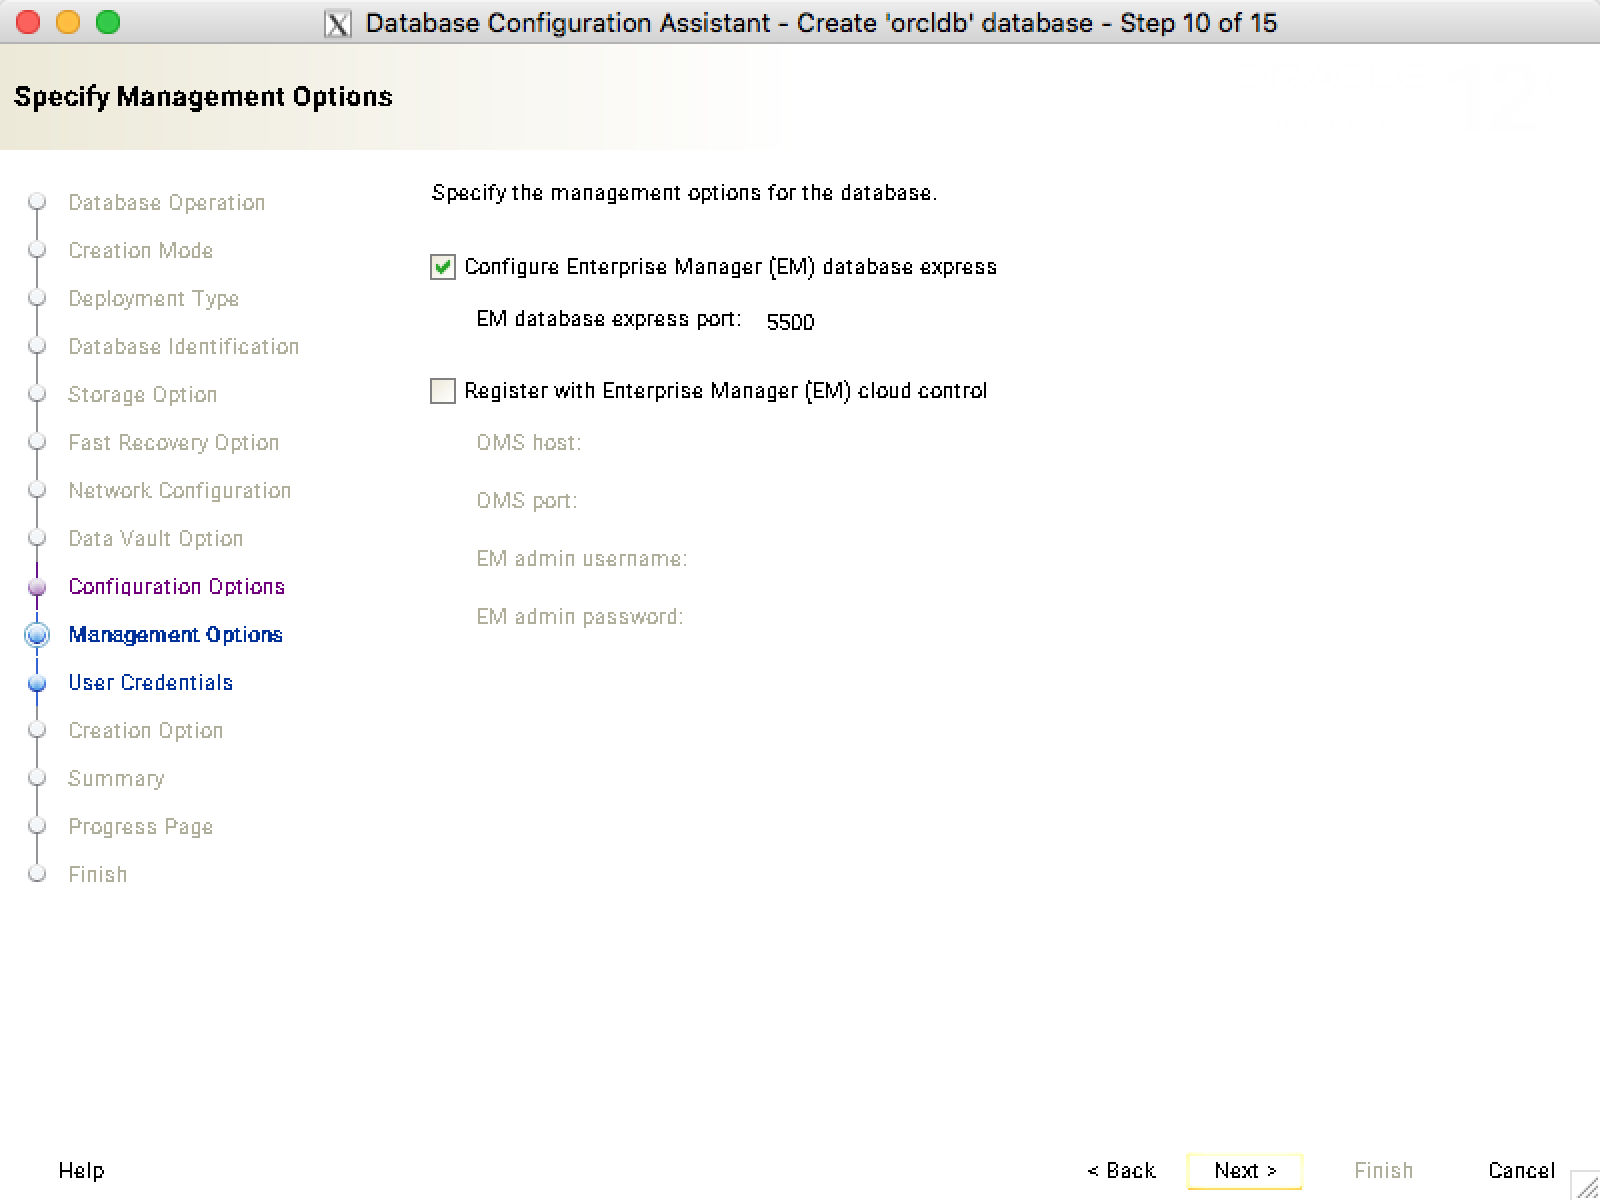 Database Configuration Assistant - Create 'orcldb' database - Step 10 of 15
Specify Management Options
Database Operation
Creation Mode
Deployment Type
Database Identification
Storage Option
Fast Recovery Option
Network Configuration
Data Vault Option
Configuration Options
Management Options
User Credentials
Creation Option
Summary
Progress Page
Finish
Specify the management options for the database.
Configure Enterprise Manager (EM) database express
EM database express port: 5500
Register with Enterprise Manager (EM) cloud control
OMS host:
OMS port:
EM admin username:
EM admin password:
Help
< Back
Next >
Finish
Cancel